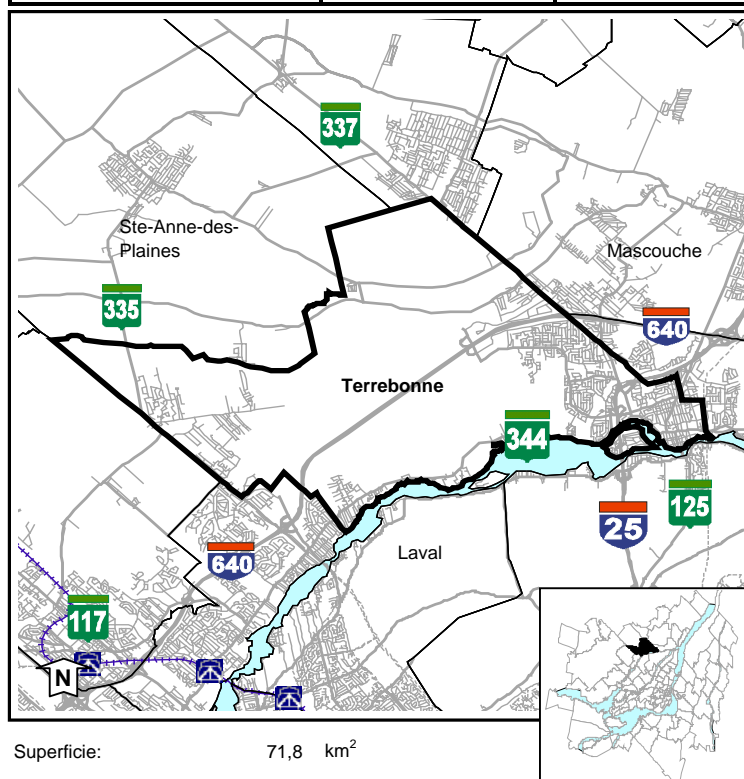 337
Ste-Anne-des-
Plaines
Mascouche
335
640
Terrebonne
344
125
25
Laval
640
117
N
Superficie: 71,8 km²